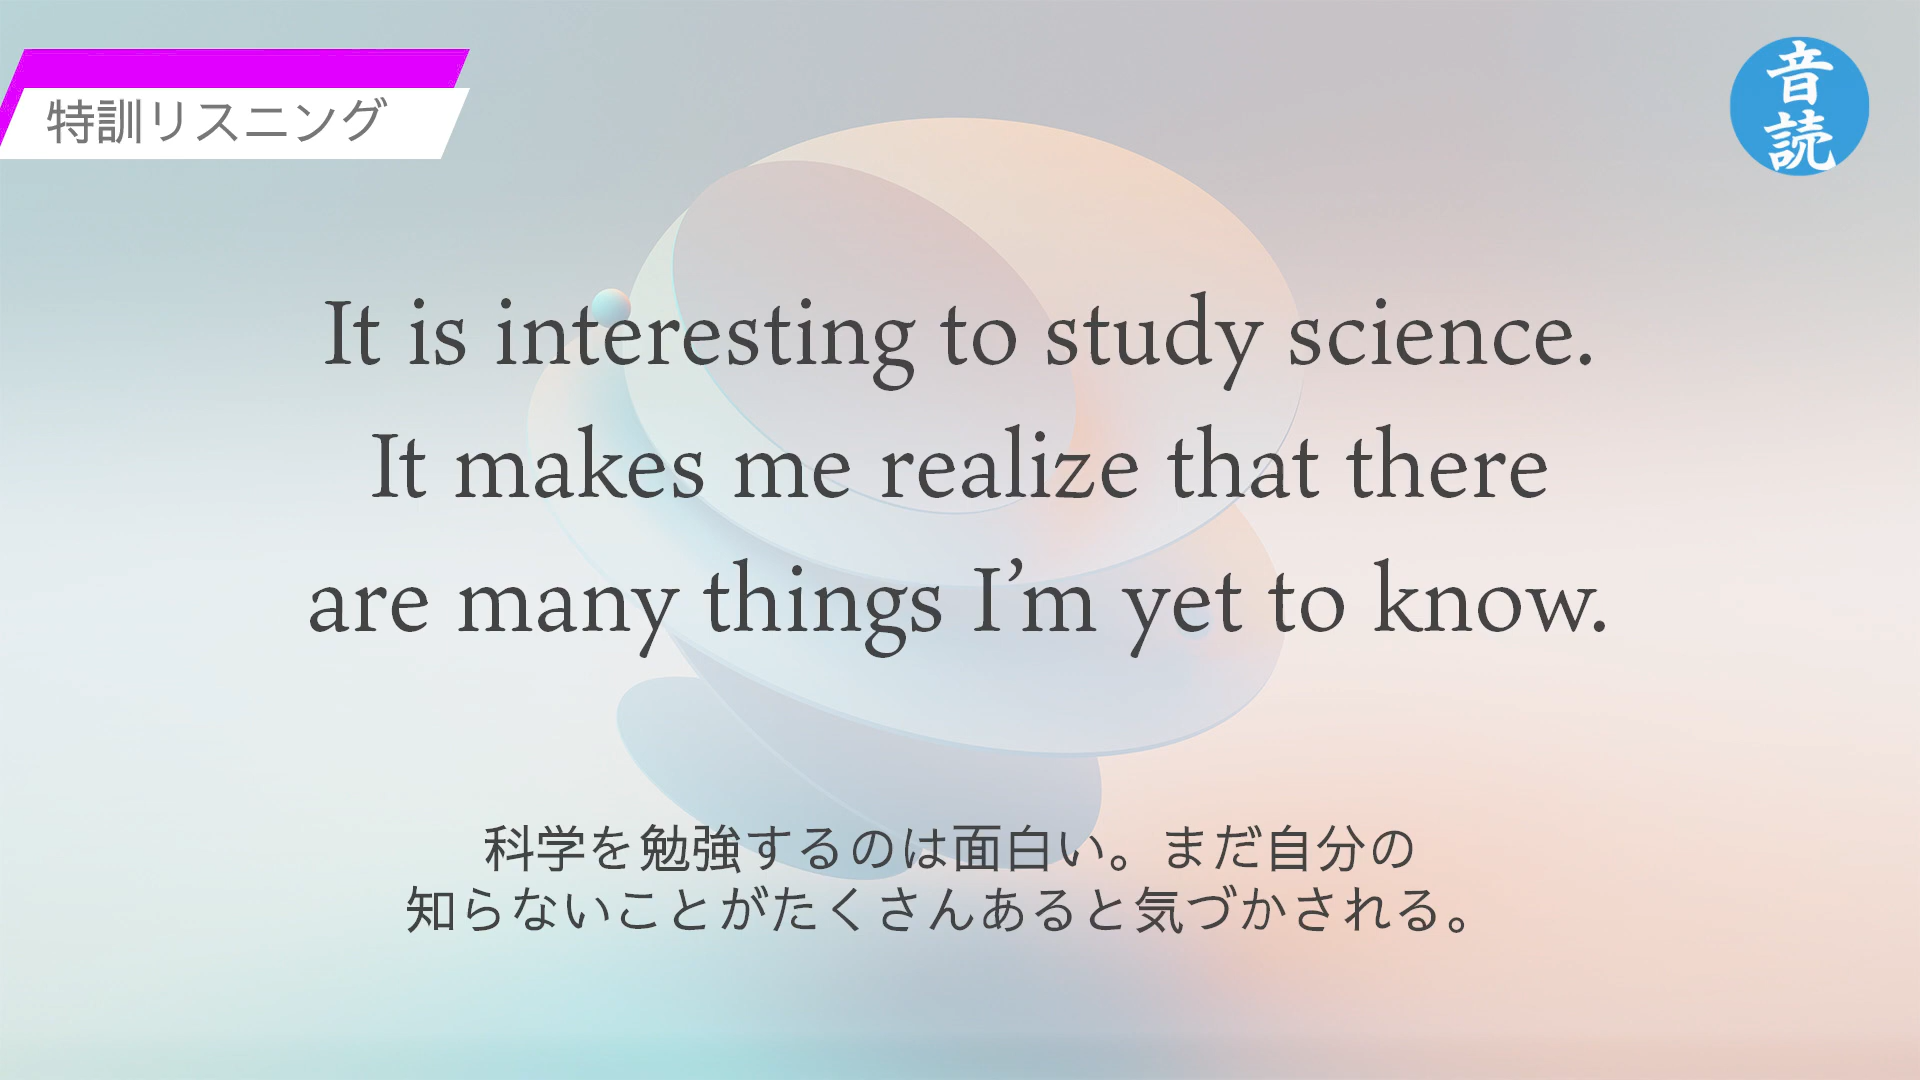 特訓リスニング
音
読
It is interesting to study science.
It makes me realize that there
are many things I’m yet to know.
科学を勉強するのは面白い。まだ自分の
知らないことがたくさんあると気づかされる。